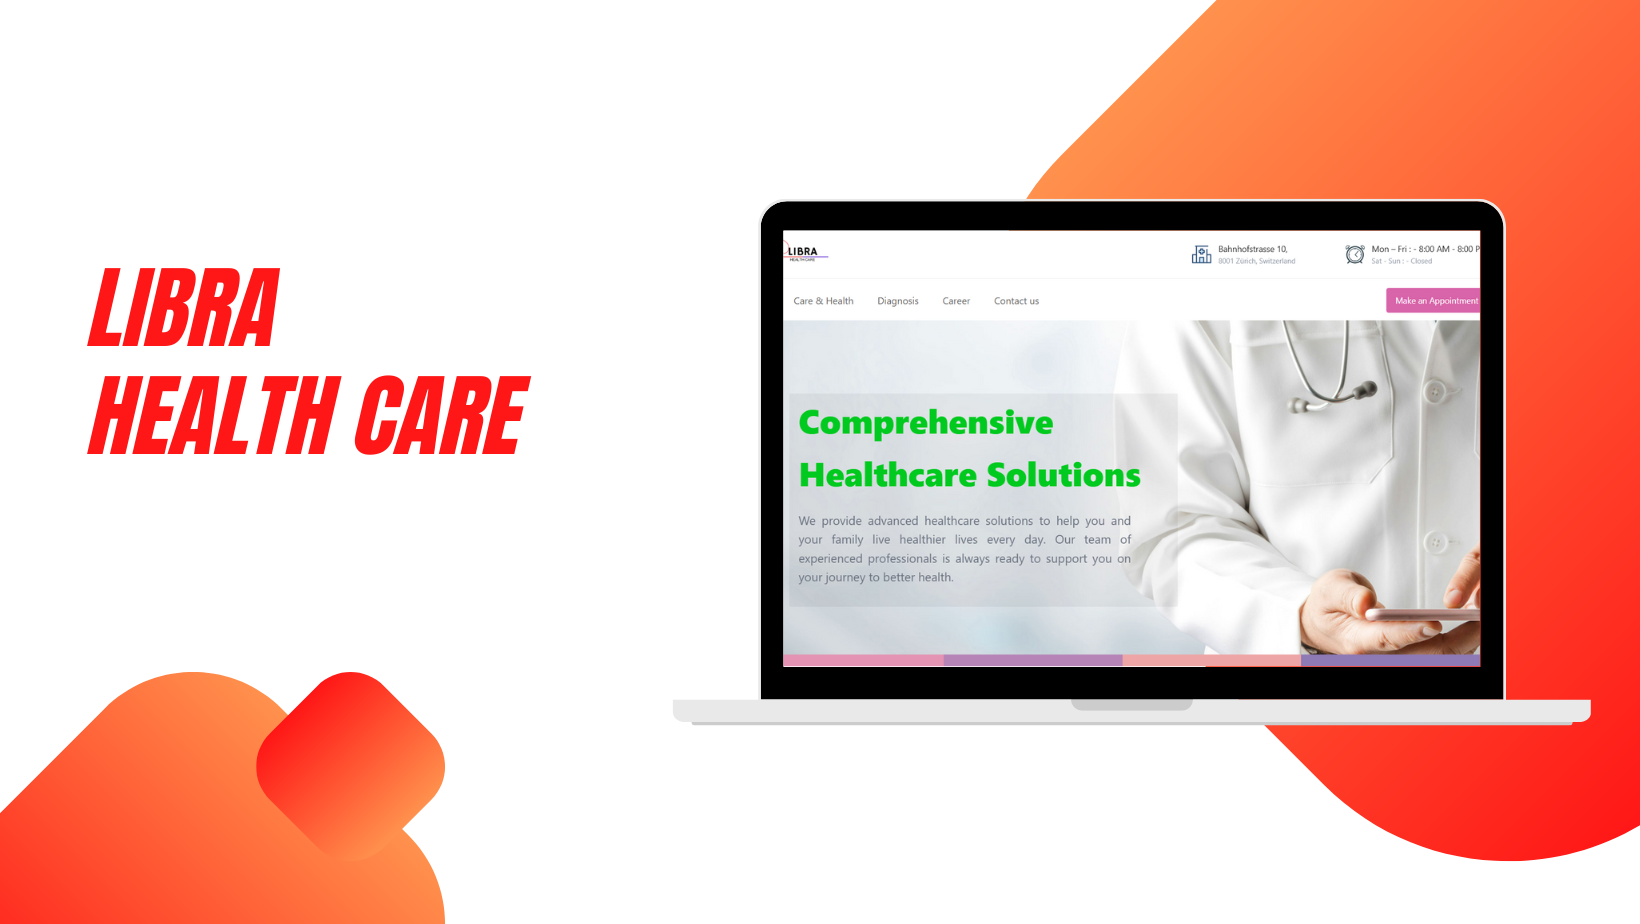 LIBRA
HEALTH CARE
LIBRA
HEALTH CARE
Bahnhofstrasse 10,
8001 Zürich, Switzerland
Mon – Fri : - 8:00 AM - 8:00 P
Sat - Sun : - Closed
Care & Health
Diagnosis
Career
Contact us
Make an Appointment
Comprehensive
Healthcare Solutions
We provide advanced healthcare solutions to help you and
your family live healthier lives every day. Our team of
experienced professionals is always ready to support you on
your journey to better health.